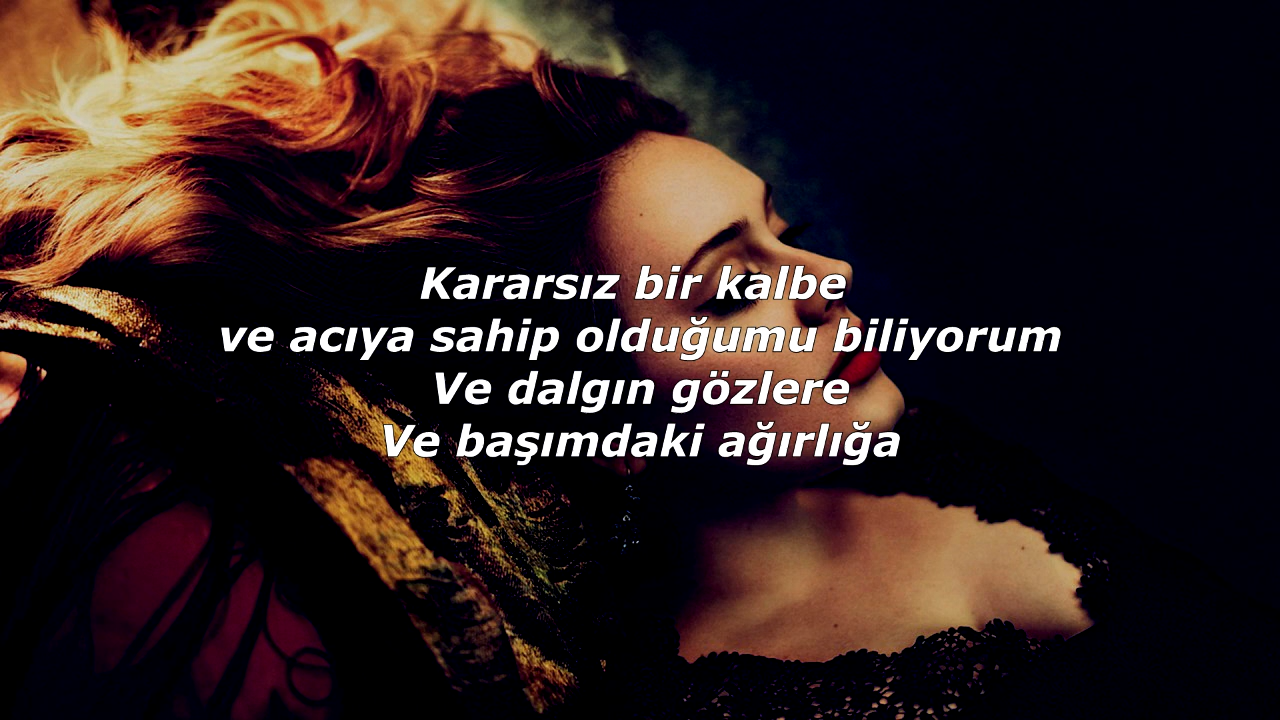 Kararsız bir kalbe
ve acıya sahip olduğumu biliyorum
Ve dalgın gözlere
Ve başımdaki ağırlığa